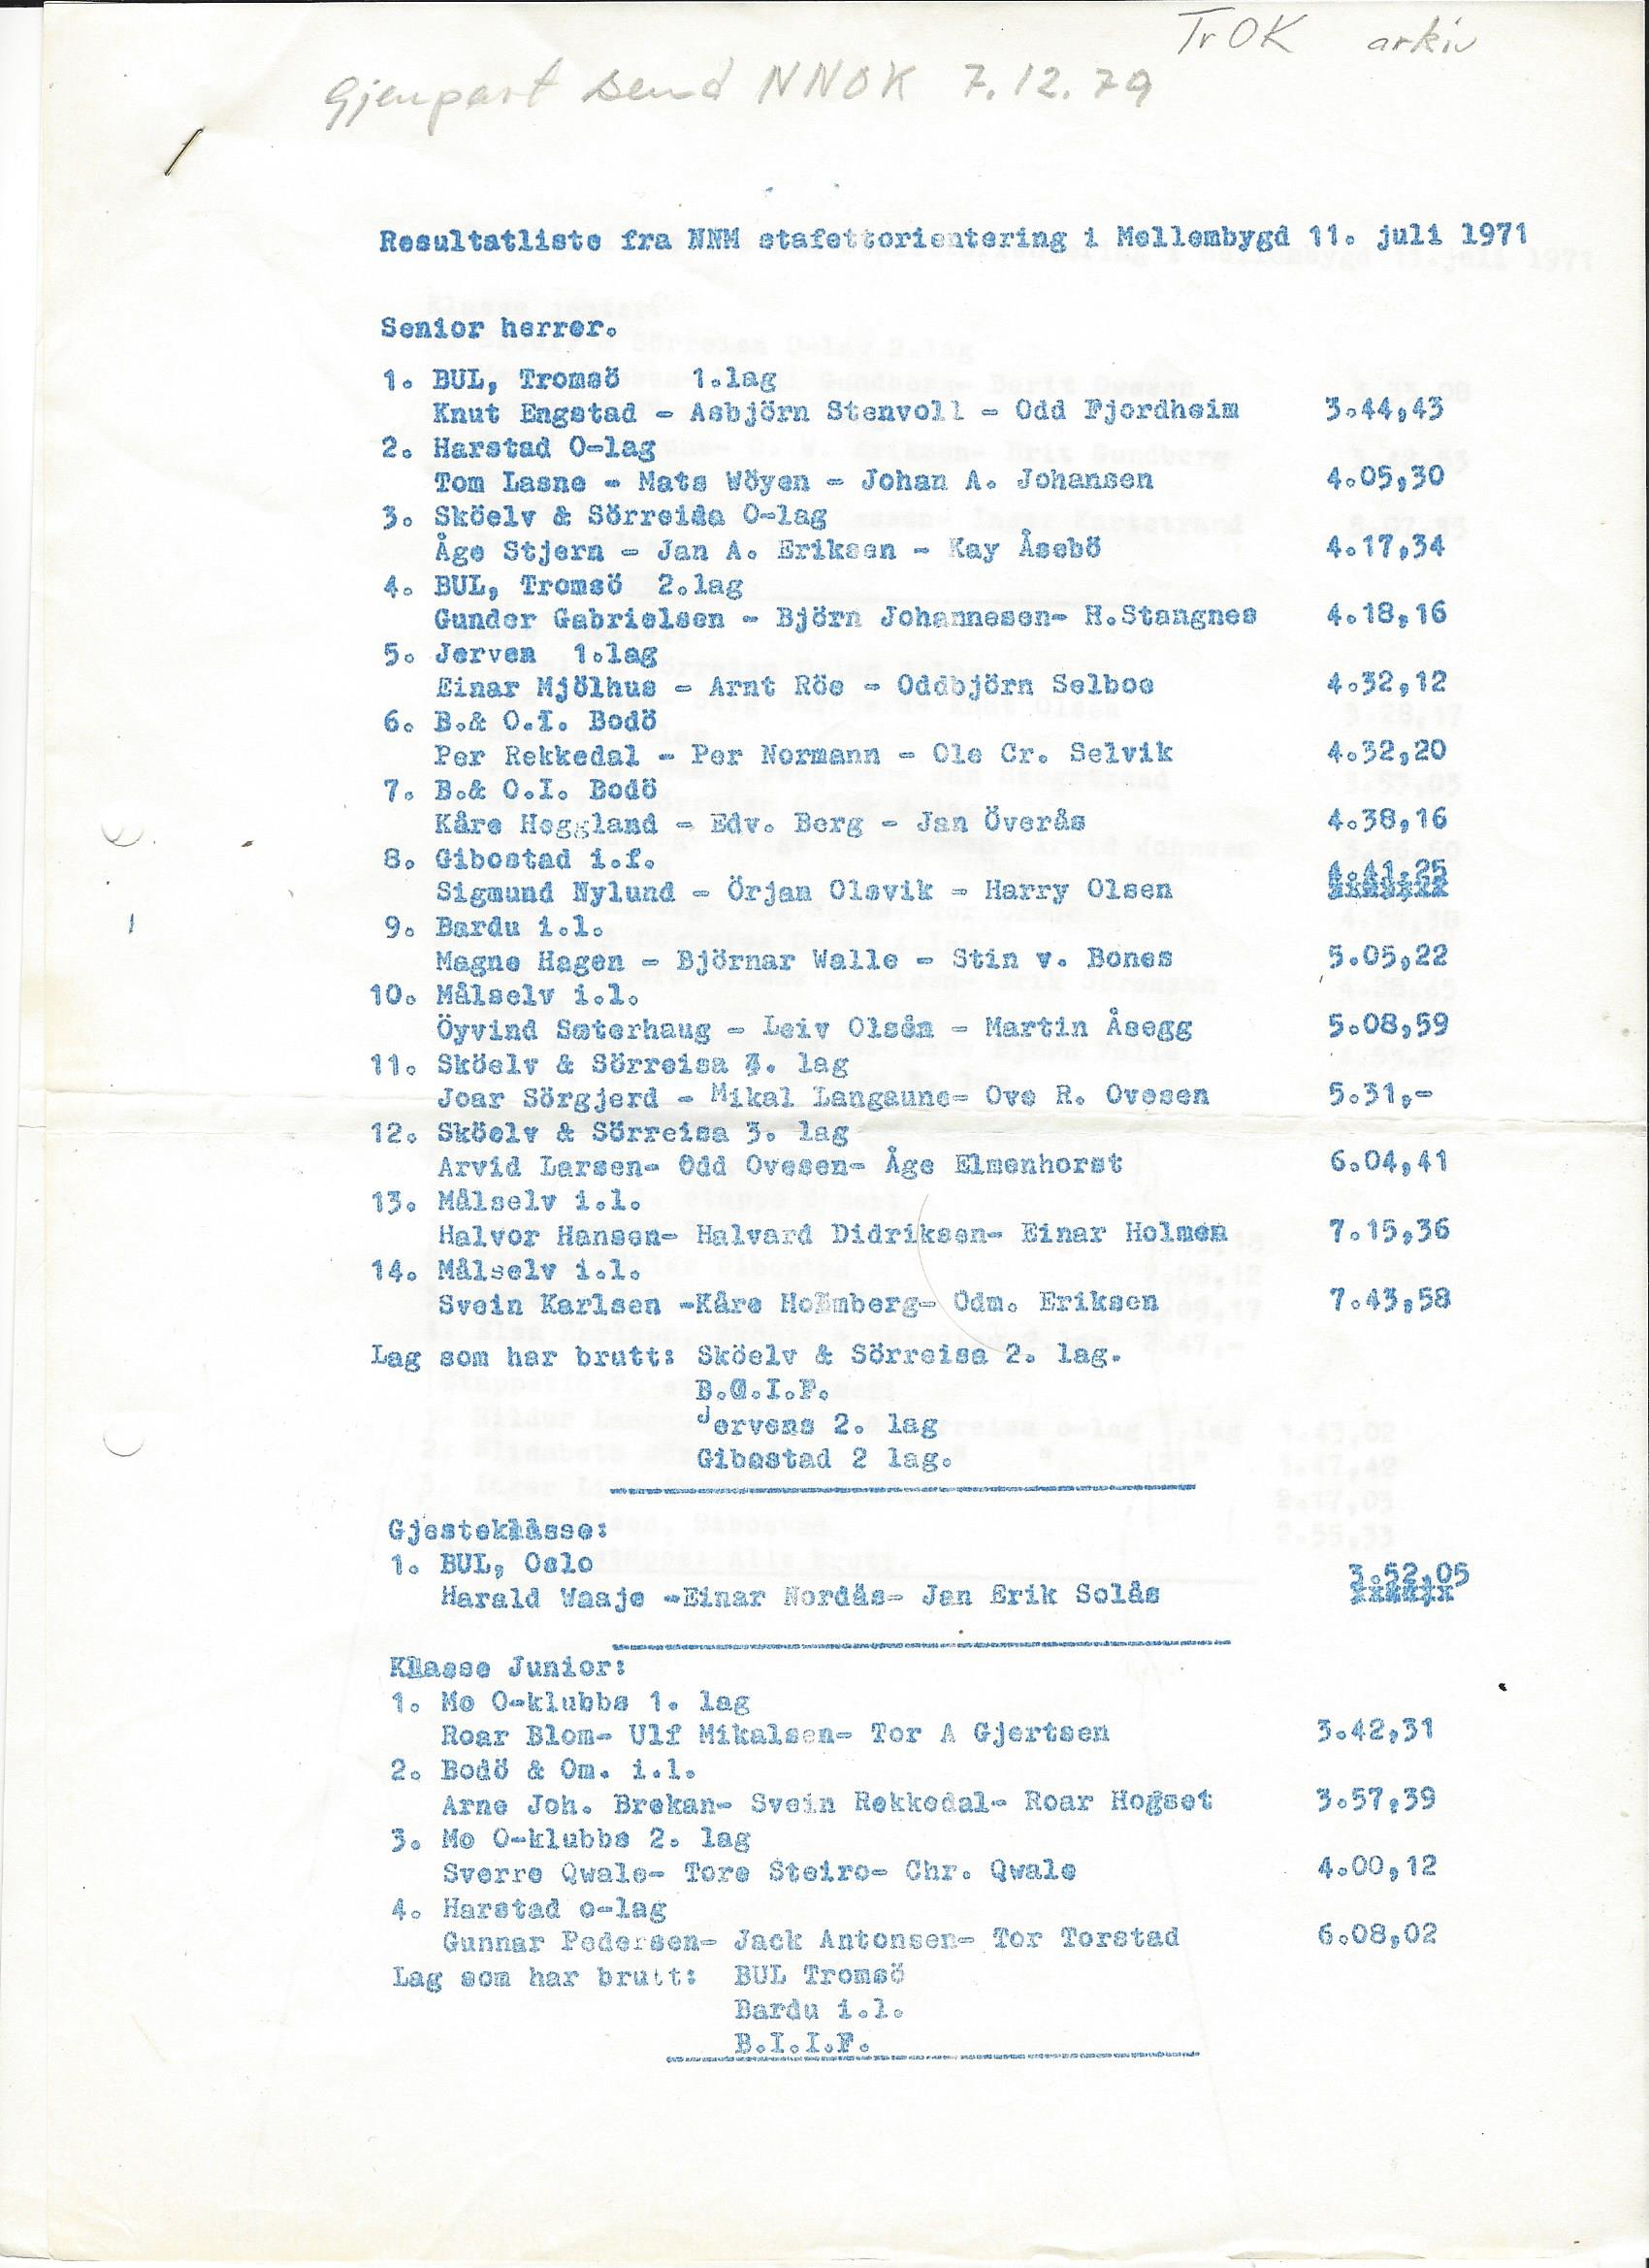 TrOK arkiv
Gjenpart send NNOK 7.12.79
Resultatliste fra NNM stafettorientering i Mellembygd 11. juli 1971
Senior herrer.
1. BUL, Tromsö 1.lag
Knut Engstad - Asbjörn Stenvoll - Odd Fjordheim 3.44,43
2. Harstad O-lag
Tom Lasne - Mats Wöyen - Johan A. Johansen 4.05,30
3. Sköelv & Sörreisa O-lag
Åge Stjern - Jan A. Eriksen - Kay Åsebö 4.17,34
4. BUL, Tromsö 2.lag
Gunder Gabrielsen - Björn Johannesen- H.Stangnes 4.18,16
5. Jerven 1.lag
Einar Mjölhus - Arnt Röe - Oddbjörn Selboe 4.32,12
6. B.& O.I. Bodö
Per Rekkedal - Per Normann - Ole Cr. Selvik 4.32,20
7. B.& O.I. Bodö
Kåre Heggland - Edv. Berg - Jan Överås 4.38,16
8. Gibostad i.f.
Sigmund Nylund - Örjan Olsvik - Harry Olsen 4.41.25
9. Bardu i.l.
Magne Hagen - Björnar Walle - Stin v. Bones 5.05,22
10. Målselv i.l.
Öyvind Sæterhaug - Leiv Olsen - Martin Åsegg 5.08,59
11. Sköelv & Sörreisa 4. lag
Joar Sörgjerd - Mikal Langaune- Ove R. Ovesen 5.31,-
12. Sköelv & Sörreisa 3. lag
Arvid Larsen- Odd Ovesen- Åge Elmenhorst 6.04,41
13. Målselv i.l.
Halvor Hansen- Halvard Didriksen- Einar Holmen 7.15,36
14. Målselv i.l.
Svein Karlsen -Kåre Holmberg- Odm. Eriksen 7.43,58
Lag som har brutt: Sköelv & Sörreisa 2. lag.
B.O.I.F.
Jervens 2. lag
Gibostad 2 lag.
Gjesteklasse:
1. BUL, Oslo
Harald Waaje -Einar Nordås- Jan Erik Solås 3.52,05
Klasse Junior:
1. Mo O-klubbs 1. lag
Roar Blom- Ulf Mikalsen- Tor A Gjertsen 3.42,31
2. Bodö & Om. i.l.
Arne Joh. Brekan- Svein Rekkedal- Roar Hogset 3.57,39
3. Mo O-klubbs 2. lag
Sverre Qwale- Tore Steiro- Chr. Qwale 4.00,12
4. Harstad o-lag
Gunnar Pedersen- Jack Antonsen- Tor Torstad 6.08,02
Lag som har brutt: BUL Tromsö
Bardu i.l.
B.I.I.F.